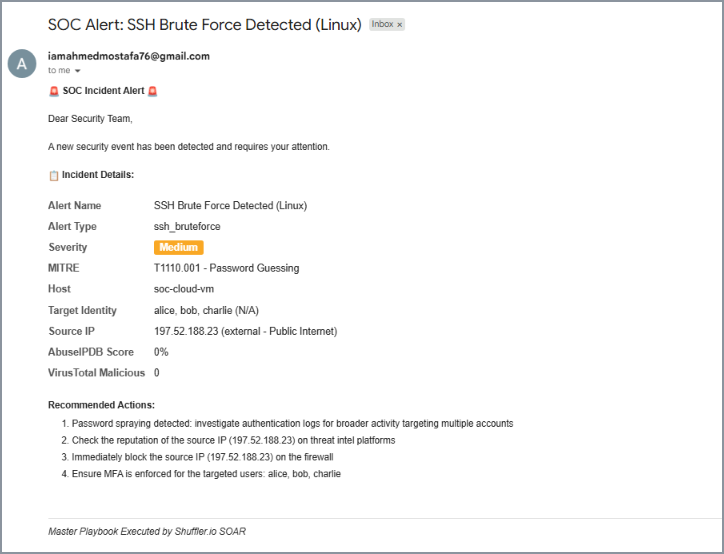 SOC Alert: SSH Brute Force Detected (Linux) Inbox ×
A
iamahmedmostafa76@gmail.com
to me
🚨 SOC Incident Alert 🚨
Dear Security Team,
A new security event has been detected and requires your attention.
📋 Incident Details:
Alert Name SSH Brute Force Detected (Linux)
Alert Type ssh_bruteforce
Severity Medium
MITRE T1110.001 - Password Guessing
Host soc-cloud-vm
Target Identity alice, bob, charlie (N/A)
Source IP 197.52.188.23 (external - Public Internet)
AbuseIPDB Score 0%
VirusTotal Malicious 0
Recommended Actions:
1. Password spraying detected: investigate authentication logs for broader activity targeting multiple accounts
2. Check the reputation of the source IP (197.52.188.23) on threat intel platforms
3. Immediately block the source IP (197.52.188.23) on the firewall
4. Ensure MFA is enforced for the targeted users: alice, bob, charlie
Master Playbook Executed by Shuffler.io SOAR